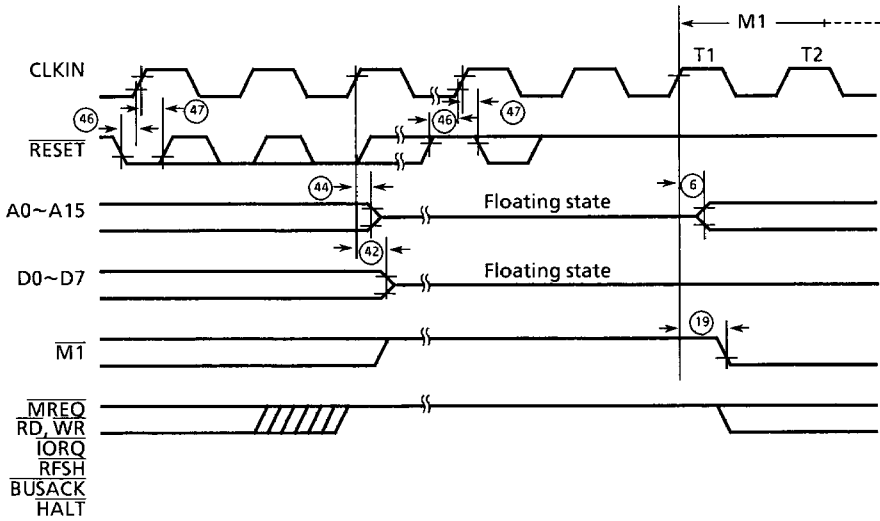 M1
CLKIN
T1
T2
46
47
46
47
RESET
44
6
A0~A15
Floating state
42
D0~D7
Floating state
19
M1
MREQ
RD, WR
IORQ
RFSH
BUSACK
HALT